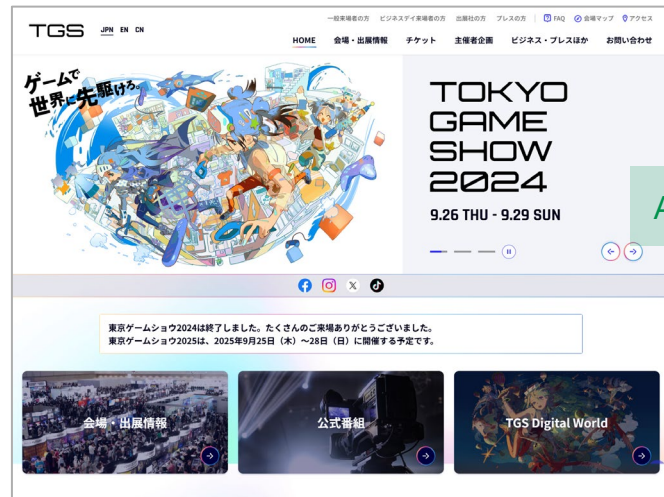 TGS
JPN EN CN
一般来場者の方 ビジネスデイ来場者の方 出展社の方 プレスの方 FAQ 会場マップ アクセス
HOME 会場・出展情報 チケット 主催者企画 ビジネス・プレスほか お問い合わせ
ゲームで
世界に先駆けろ。
TOKYO
GAME
SHOW
2024
9.26 THU - 9.29 SUN
A
東京ゲームショウ2024は終了しました。たくさんのご来場ありがとうございました。
東京ゲームショウ2025は、2025年9月25日（木）～28日（日）に開催する予定です。
会場・出展情報
公式番組
TGS Digital World